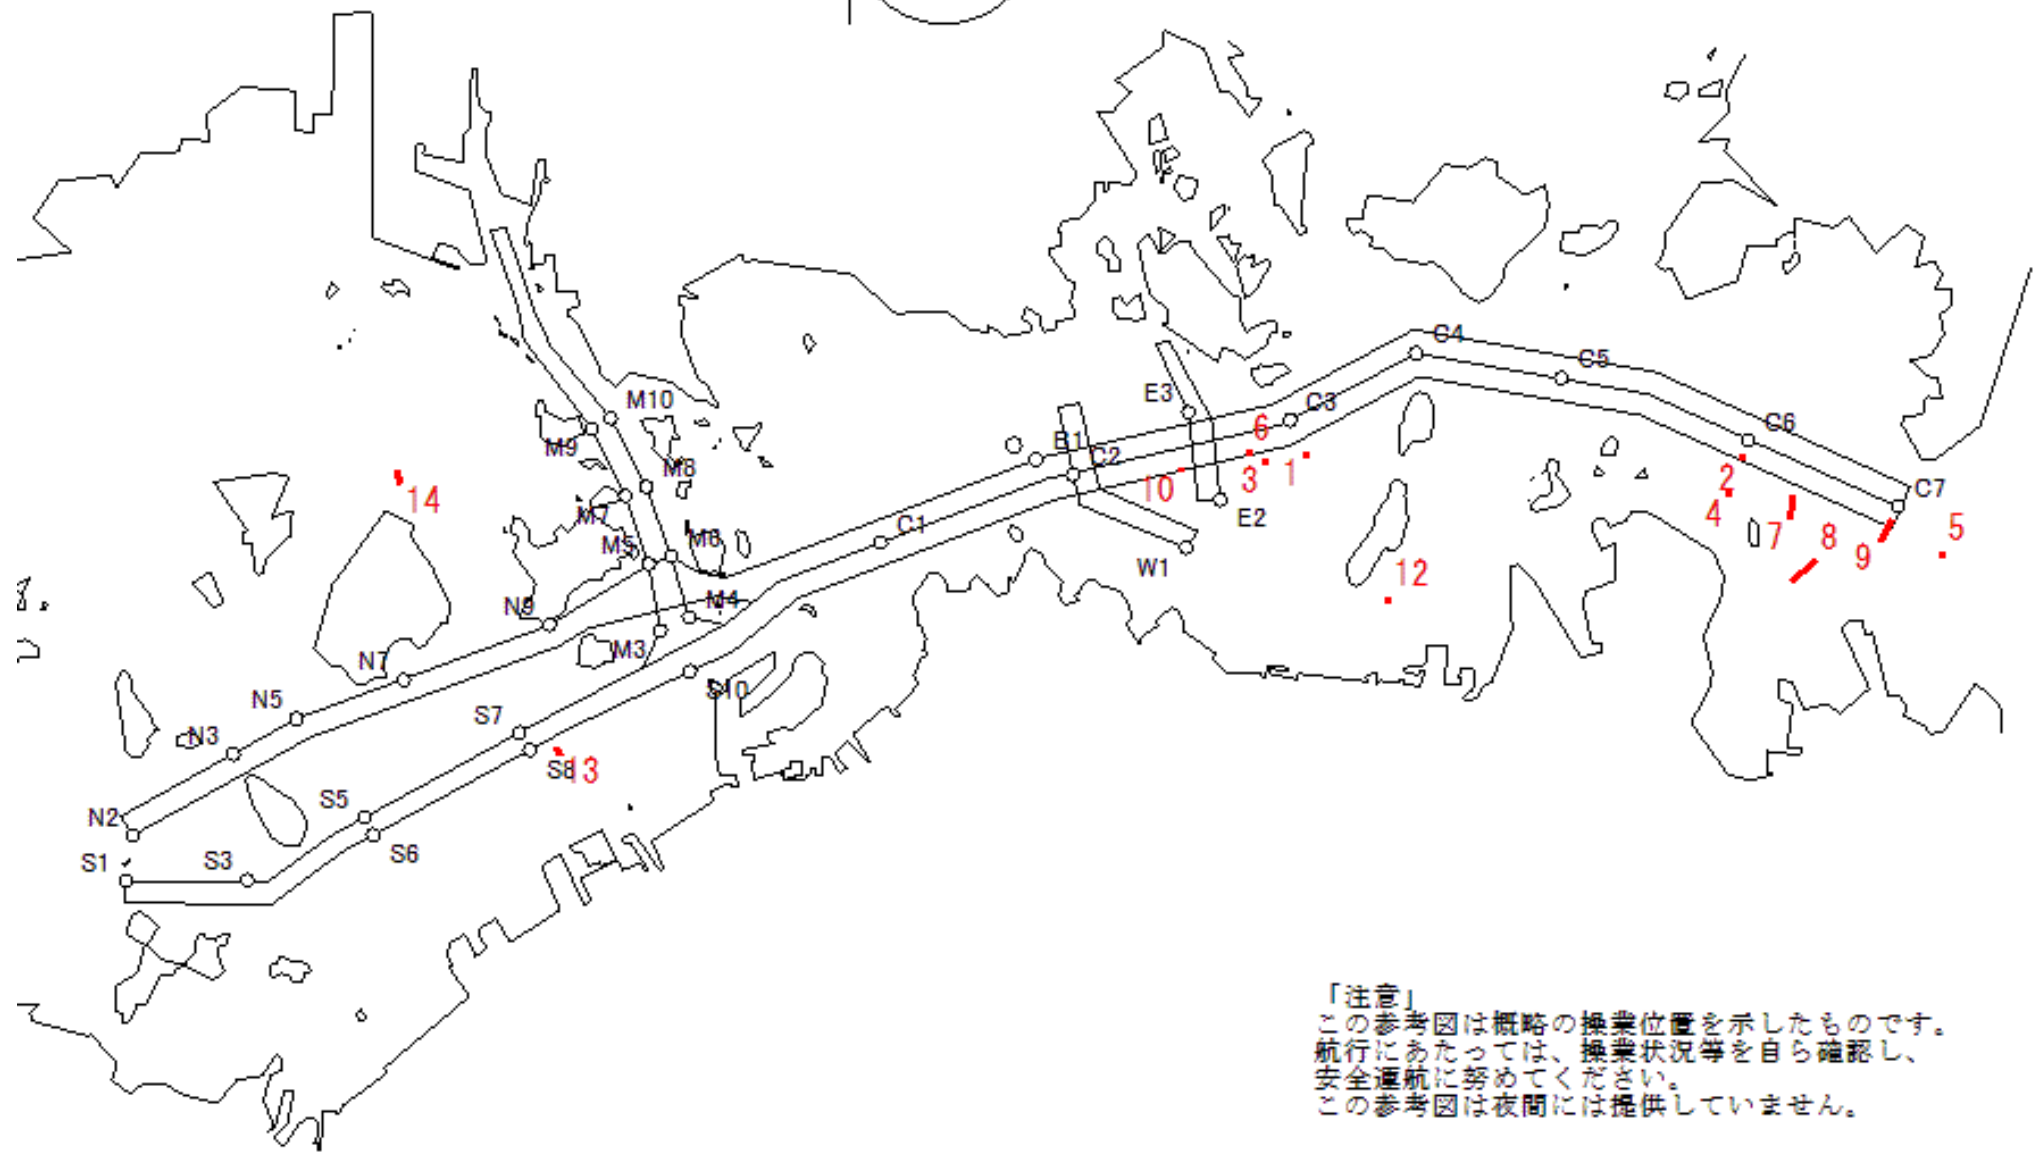 C4
C5
M10
E3
C3
C6
6
M9
B1
C2
M8
10
3
1
2
C7
14
M7
E2
4
7
8
9
5
C1
M5
M6
W1
12
N9
M4
M3
N7
S10
N5
S7
N3
S8
13
S5
N2
S6
S1
S3
「注意」
この参考図は概略の操業位置を示したものです。
航行にあたっては、操業状況等を自ら確認し、
安全運航に努めてください。
この参考図は夜間には提供していません。